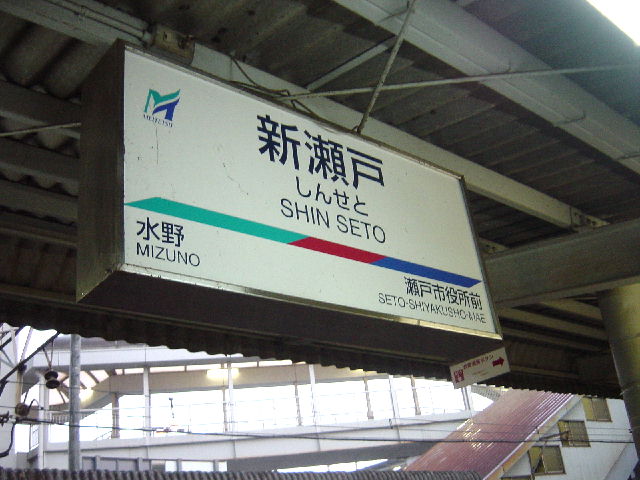 MEITETSU
新瀬戸
しんせと
SHIN SETO
水野
MIZUNO
瀬戸市役所前
SETO-SHIYAKUSHO-MAE